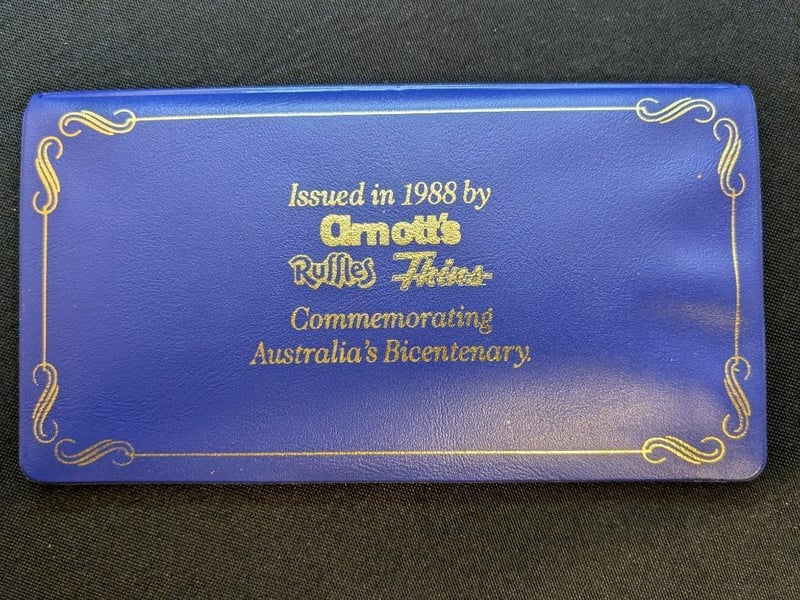 Issued in 1988 by
Arnott's
Ruffles Thins
Commemorating
Australia's Bicentenary.